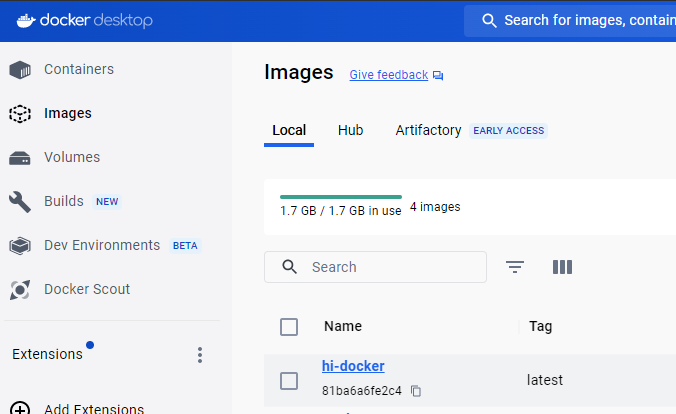 docker desktop
Search for images, contain
Containers
Images
Volumes
Builds NEW
Dev Environments BETA
Docker Scout
Extensions
Add Extensions
Images Give feedback
Local Hub Artifactory EARLY ACCESS
1.7 GB / 1.7 GB in use 4 images
Search
Name Tag
hi-docker
81ba6a6fe2c4
latest